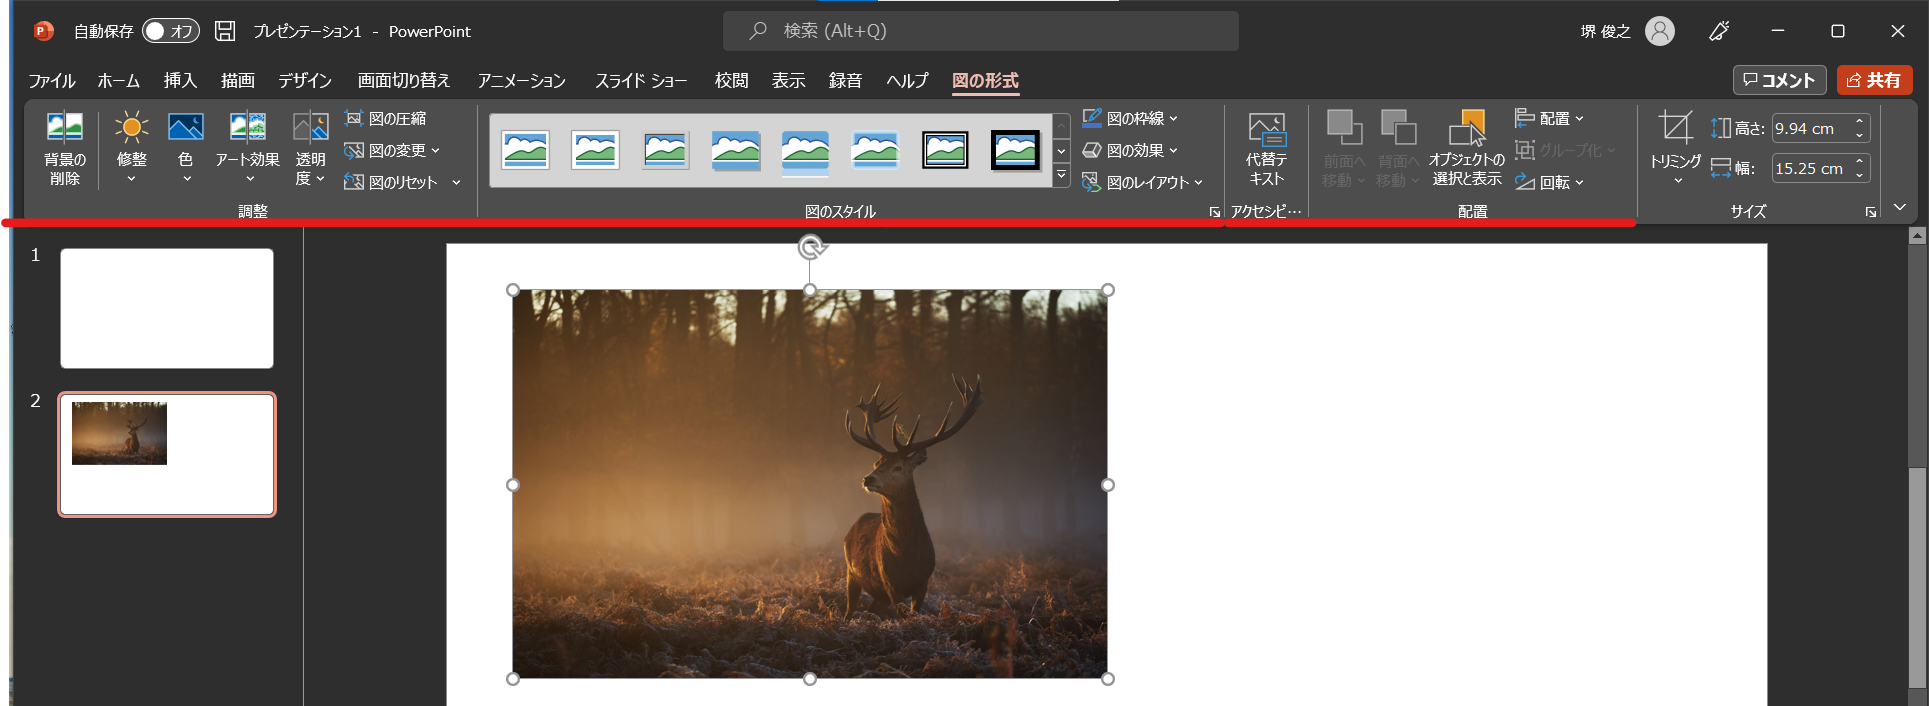 自動保存 オフ プレゼンテーション1 - PowerPoint 検索 (Alt+Q) 堺 俊之
ファイル ホーム 挿入 描画 デザイン 画面切り替え アニメーション スライド ショー 校閲 表示 録音 ヘルプ 図の形式 コメント 共有
背景の
削除
修整
色
アート効果
透明
度
図の圧縮
図の変更
図のリセット
調整
図のスタイル
図の枠線
図の効果
図のレイアウト
代替テ
キスト
アクセシビ…
前面へ
移動
背面へ
移動
オブジェクトの
選択と表示
配置
グループ化
回転
配置
トリミング
高さ: 9.94 cm
幅: 15.25 cm
サイズ
1
2